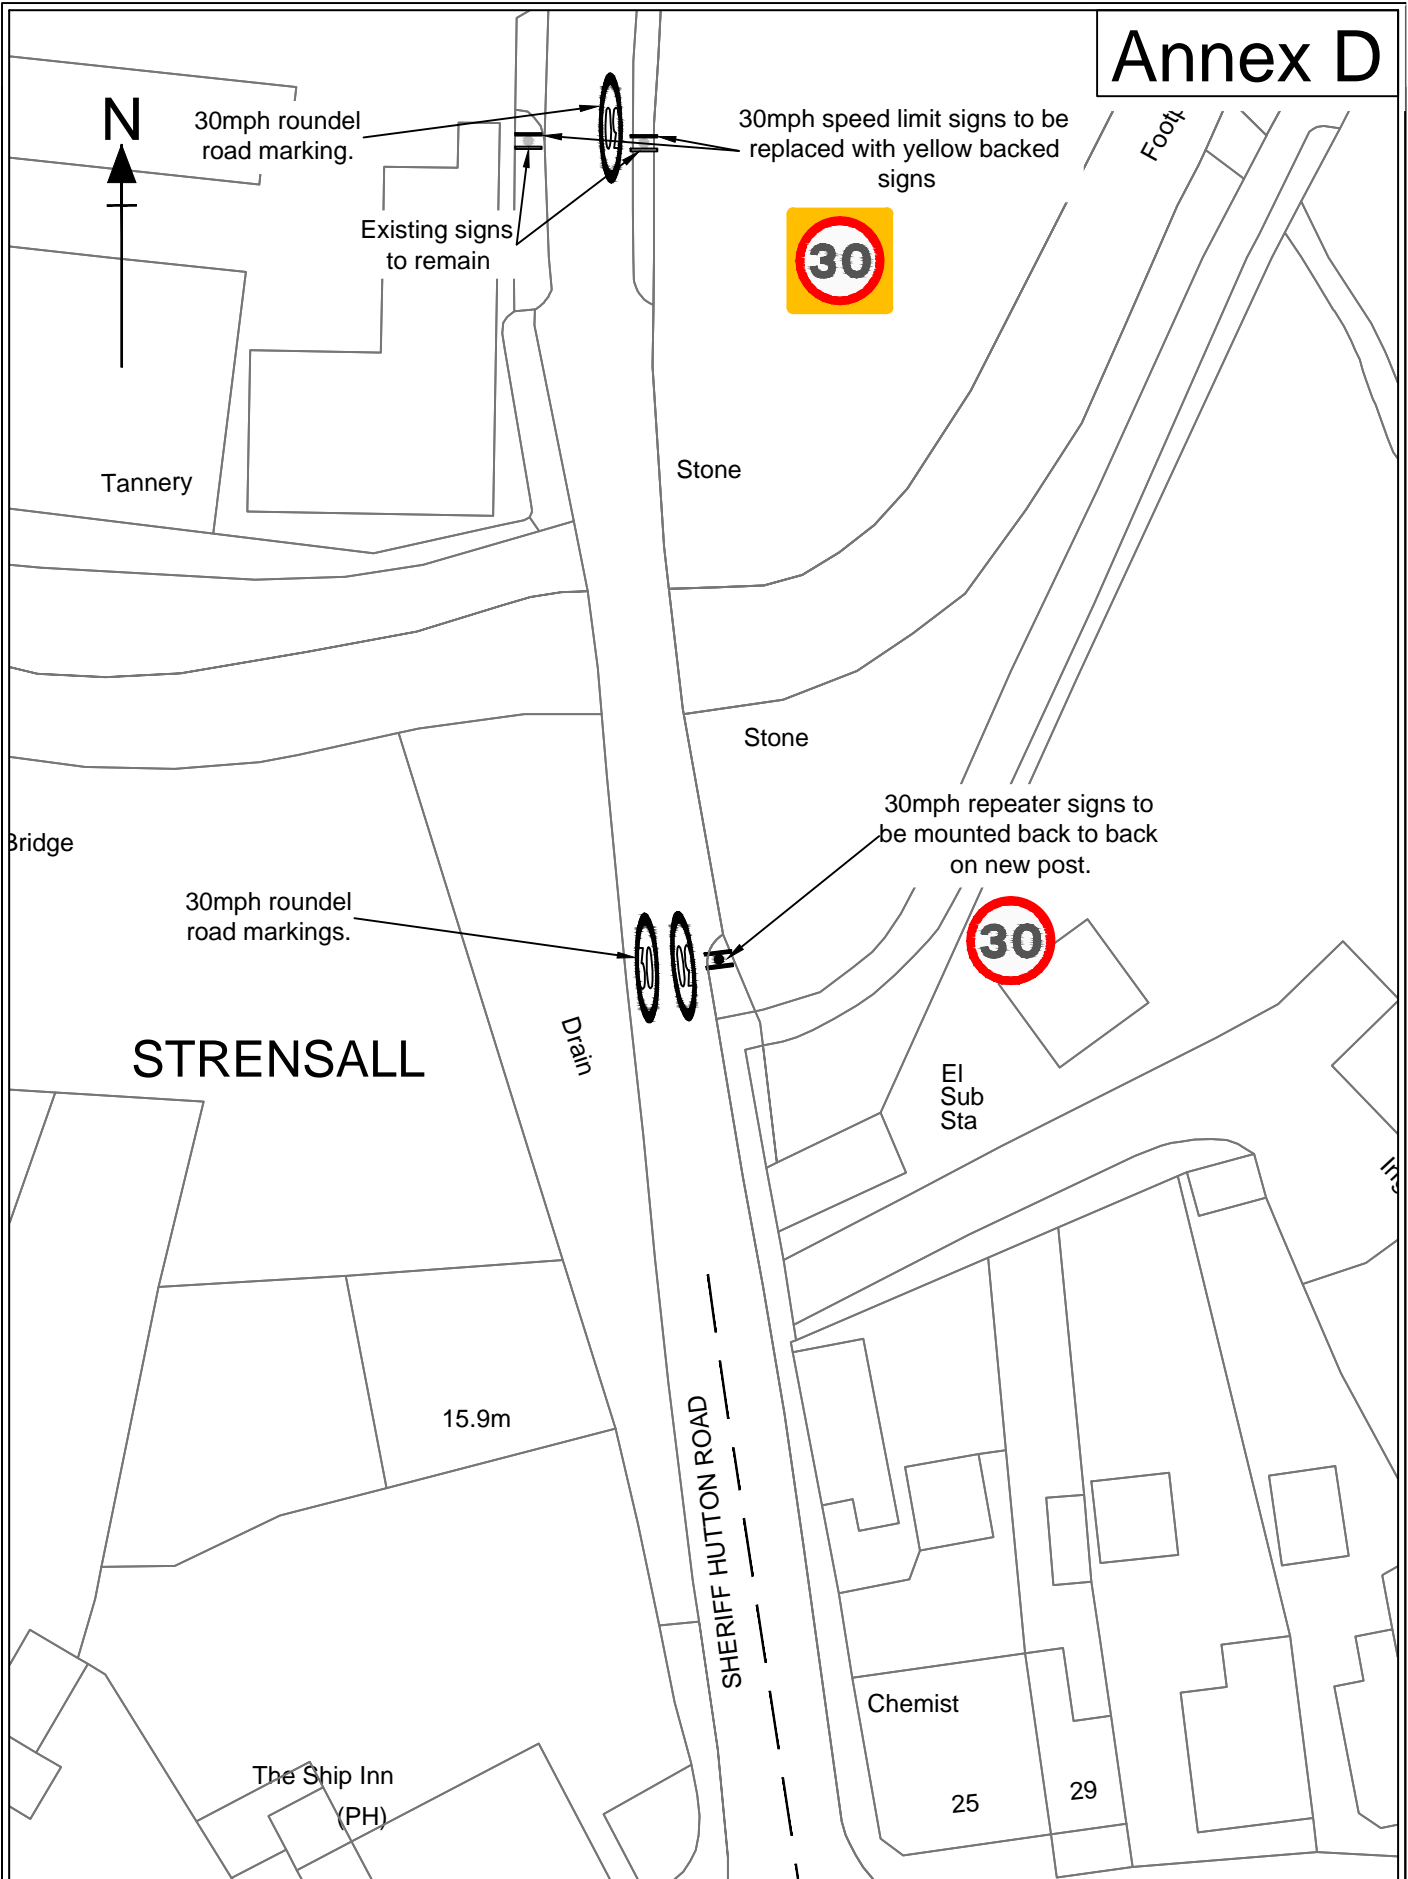 Annex D
N
30mph roundel
road marking.
30mph speed limit signs to be
replaced with yellow backed
signs
Existing signs
to remain
30
Tannery
Stone
Stone
30mph repeater signs to
be mounted back to back
on new post.
30
Bridge
30mph roundel
road markings.
30
30
30
STRENSALL
Drain
El
Sub
Sta
15.9m
SHERIFF HUTTON ROAD
Chemist
The Ship Inn
(PH)
25
29